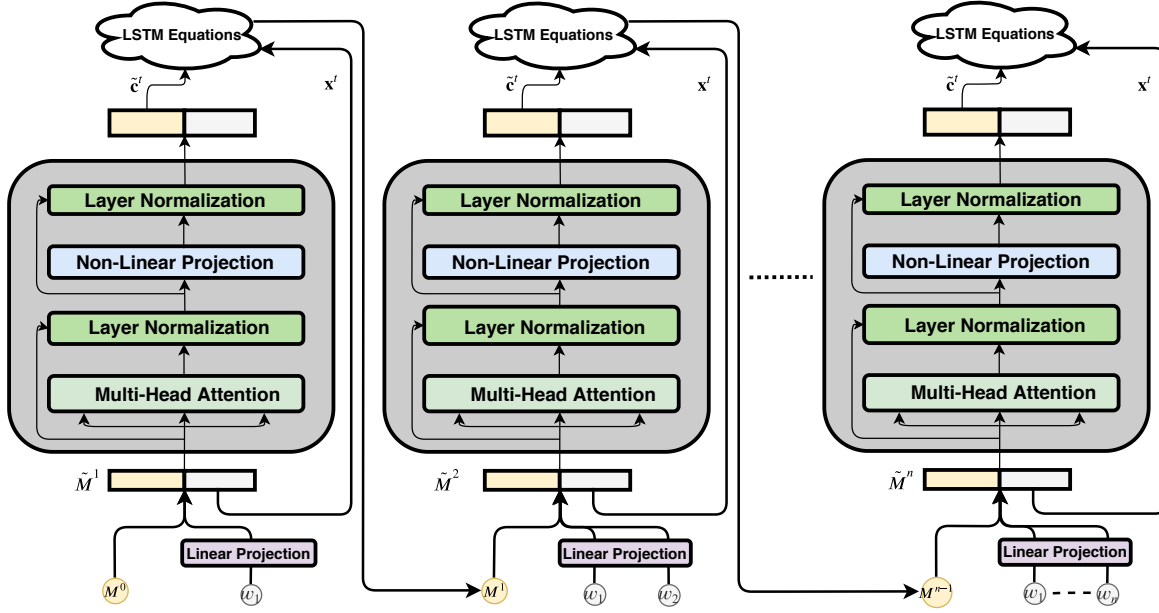 LSTM Equations
c̃ᵗ
xᵗ
Layer Normalization
Non-Linear Projection
Layer Normalization
Multi-Head Attention
M̃¹
Linear Projection
M⁰
w₁
LSTM Equations
c̃ᵗ
xᵗ
Layer Normalization
Non-Linear Projection
Layer Normalization
Multi-Head Attention
M̃²
Linear Projection
M¹
w₁
w₂
LSTM Equations
c̃ᵗ
xᵗ
Layer Normalization
Non-Linear Projection
Layer Normalization
Multi-Head Attention
M̃ⁿ
Linear Projection
Mⁿ⁻¹
w₁
wₙ